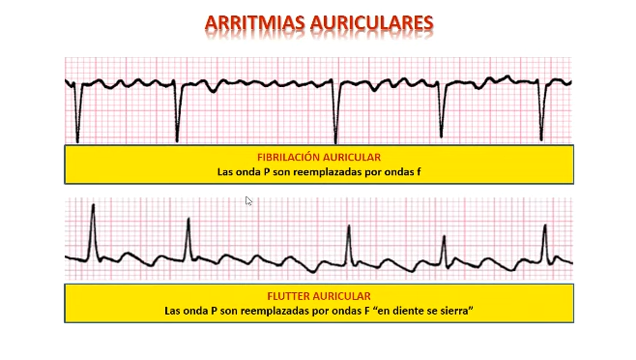 ARRITMIAS AURICULARES
FIBRILACIÓN AURICULAR
Las onda P son reemplazadas por ondas f
FLUTTER AURICULAR
Las onda P son reemplazadas por ondas F “en diente se sierra”